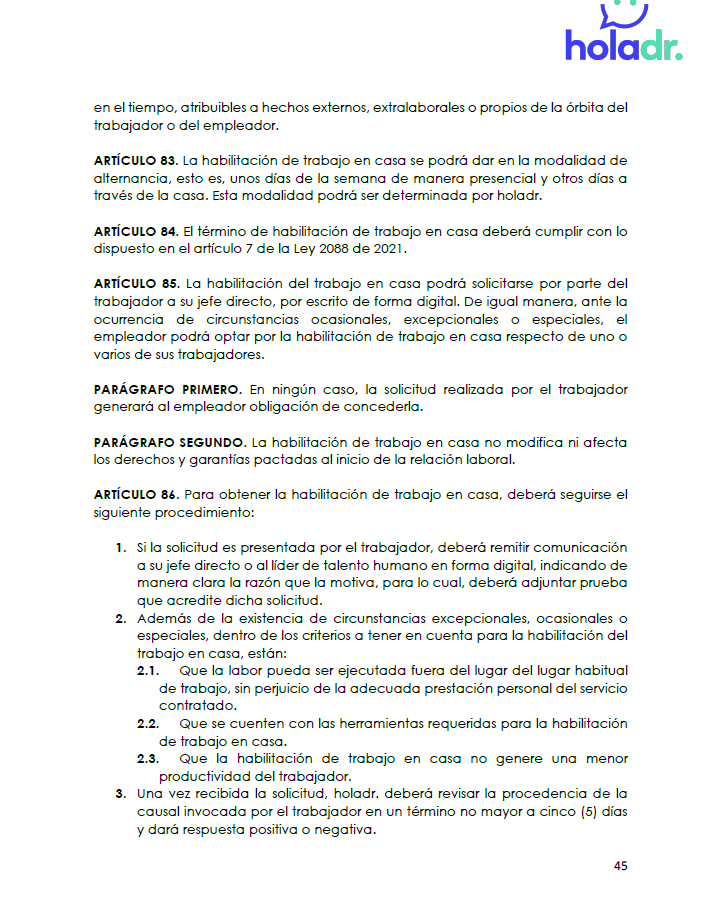 holadr.
en el tiempo, atribuibles a hechos externos, extralaborales o propios de la órbita del
trabajador o del empleador.
ARTÍCULO 83. La habilitación de trabajo en casa se podrá dar en la modalidad de
alternancia, esto es, unos días de la semana de manera presencial y otros días a
través de la casa. Esta modalidad podrá ser determinada por holadr.
ARTÍCULO 84. El término de habilitación de trabajo en casa deberá cumplir con lo
dispuesto en el artículo 7 de la Ley 2088 de 2021.
ARTÍCULO 85. La habilitación del trabajo en casa podrá solicitarse por parte del
trabajador a su jefe directo, por escrito de forma digital. De igual manera, ante la
ocurrencia de circunstancias ocasionales, excepcionales o especiales, el
empleador podrá optar por la habilitación de trabajo en casa respecto de uno o
varios de sus trabajadores.
PARÁGRAFO PRIMERO. En ningún caso, la solicitud realizada por el trabajador
generará al empleador obligación de concederla.
PARÁGRAFO SEGUNDO. La habilitación de trabajo en casa no modifica ni afecta
los derechos y garantías pactadas al inicio de la relación laboral.
ARTÍCULO 86. Para obtener la habilitación de trabajo en casa, deberá seguirse el
siguiente procedimiento:
1. Si la solicitud es presentada por el trabajador, deberá remitir comunicación
a su jefe directo o al líder de talento humano en forma digital, indicando de
manera clara la razón que la motiva, para lo cual, deberá adjuntar prueba
que acredite dicha solicitud.
2. Además de la existencia de circunstancias excepcionales, ocasionales o
especiales, dentro de los criterios a tener en cuenta para la habilitación del
trabajo en casa, están:
2.1. Que la labor pueda ser ejecutada fuera del lugar del lugar habitual
de trabajo, sin perjuicio de la adecuada prestación personal del servicio
contratado.
2.2. Que se cuenten con las herramientas requeridas para la habilitación
de trabajo en casa.
2.3. Que la habilitación de trabajo en casa no genere una menor
productividad del trabajador.
3. Una vez recibida la solicitud, holadr. deberá revisar la procedencia de la
causal invocada por el trabajador en un término no mayor a cinco (5) días
y dará respuesta positiva o negativa.
45